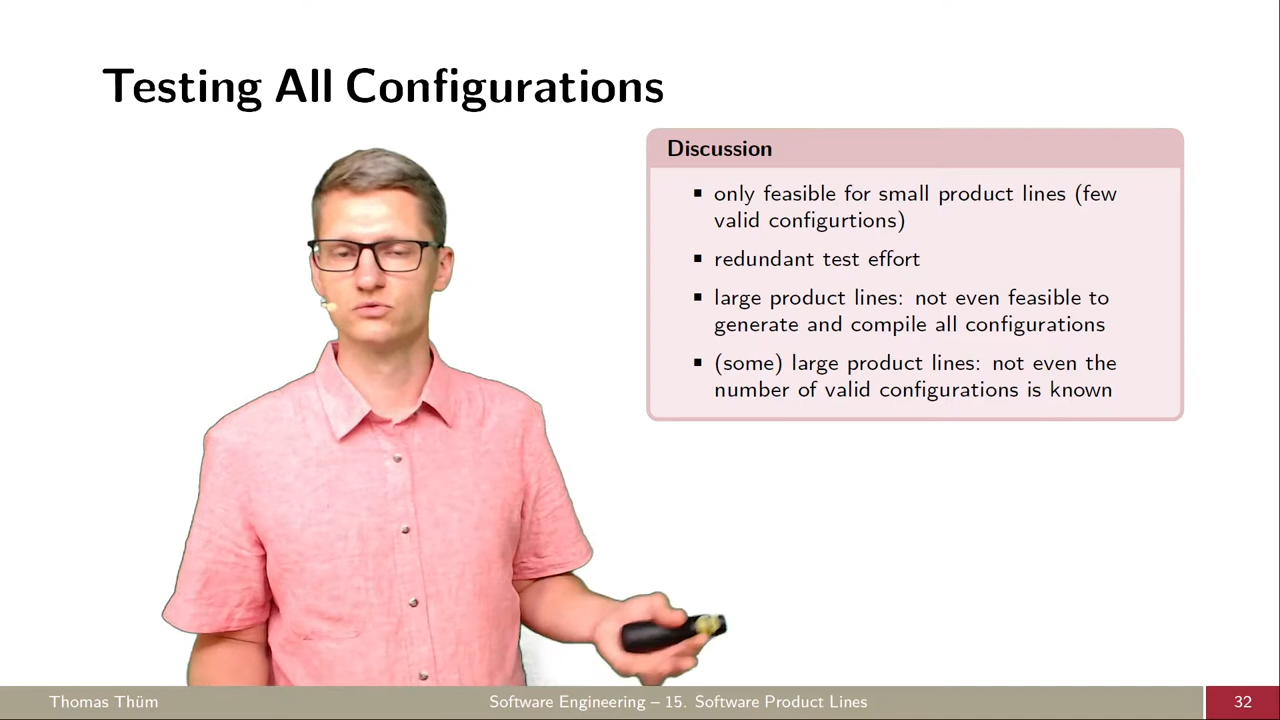 Testing All Configurations
Discussion
▪ only feasible for small product lines (few
valid configurtions)
▪ redundant test effort
▪ large product lines: not even feasible to
generate and compile all configurations
▪ (some) large product lines: not even the
number of valid configurations is known
Thomas Thüm
Software Engineering – 15. Software Product Lines
32